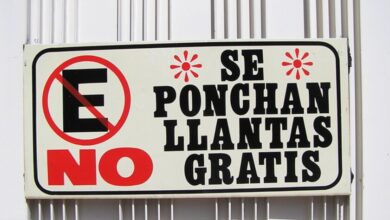 E
NO
SE
PONCHAN
LLANTAS
GRATIS